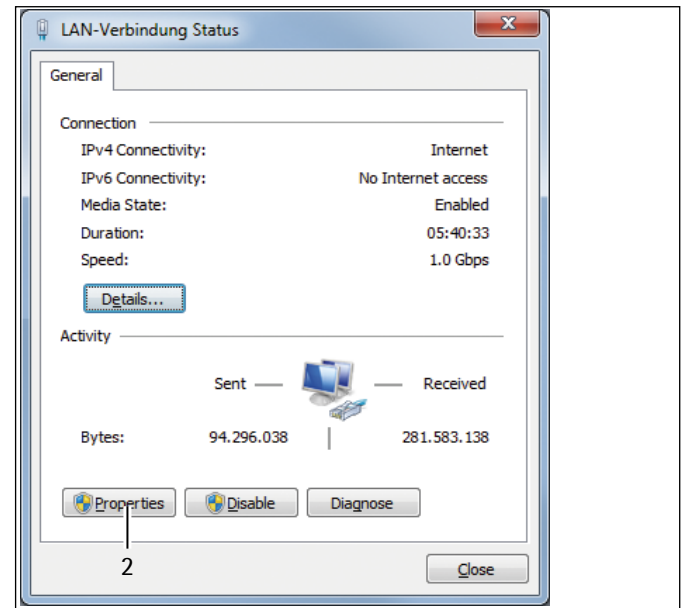 LAN-Verbindung Status
x
General
Connection
IPv4 Connectivity: Internet
IPv6 Connectivity: No Internet access
Media State: Enabled
Duration: 05:40:33
Speed: 1.0 Gbps
Details...
Activity
Sent — — Received
Bytes: 94.296.038 | 281.583.138
Properties Disable Diagnose
2
Close